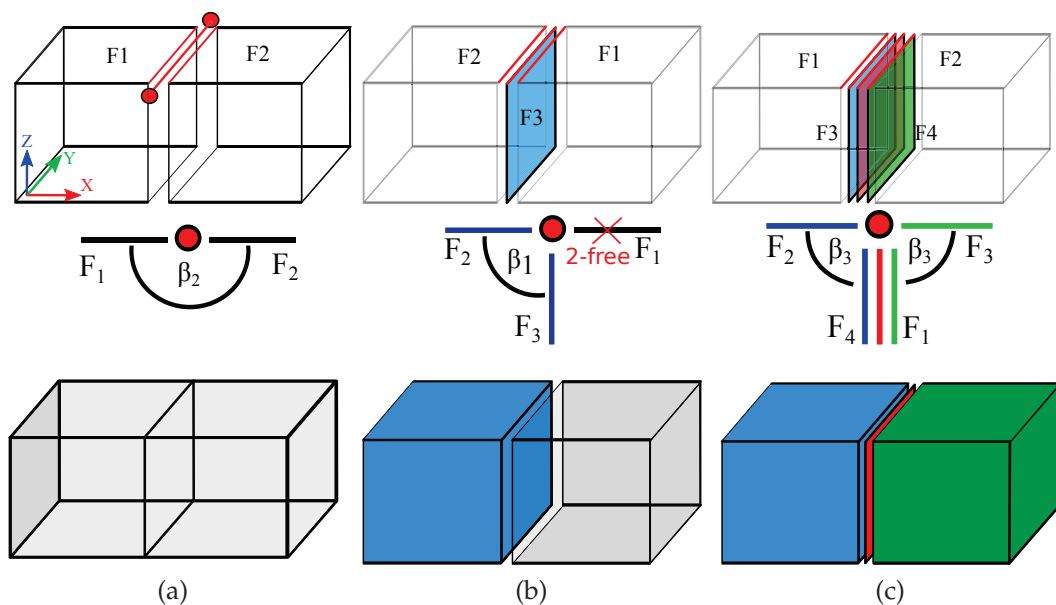 F1
F2
Z
Y
X
F₁
β₂
F₂
(a)
F2
F1
F3
F₂
β1
2-free
F₁
F₃
(b)
F1
F2
F3
F4
F₂
β₃
β₃
F₃
F₄
F₁
(c)